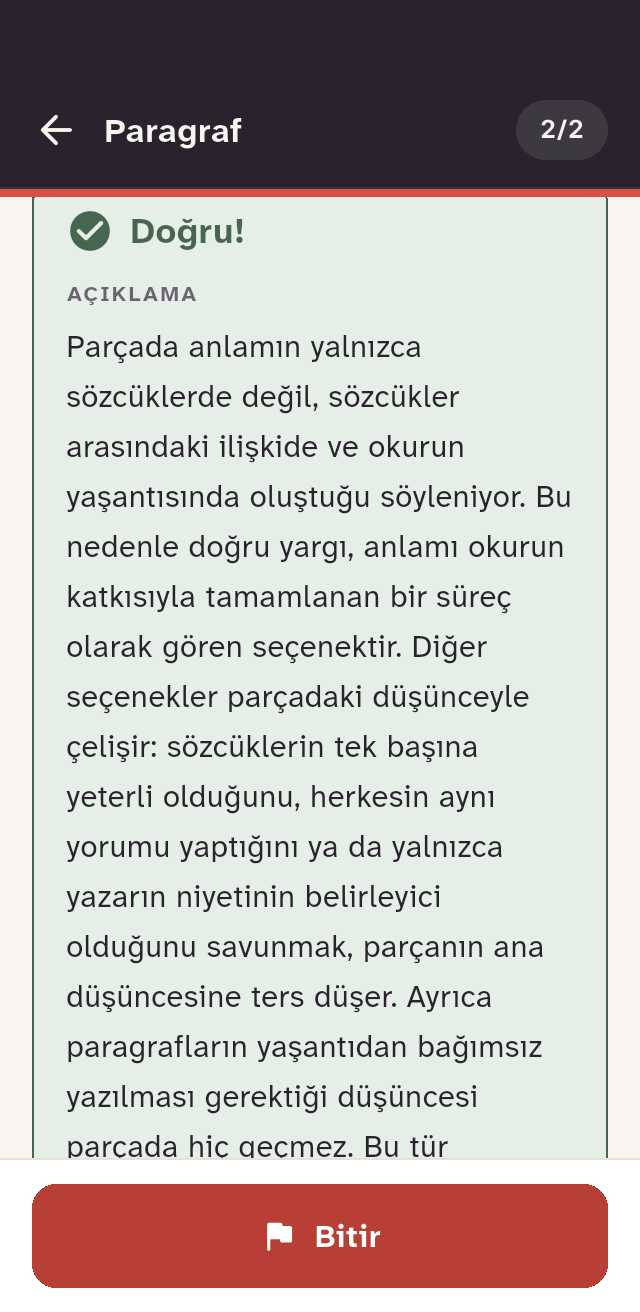 Paragraf
2/2
Doğru!
AÇIKLAMA
Parçada anlamın yalnızca
sözcüklerde değil, sözcükler
arasındaki ilişkide ve okurun
yaşantısında oluştuğu söyleniyor. Bu
nedenle doğru yargı, anlamı okurun
katkısıyla tamamlanan bir süreç
olarak gören seçenektir. Diğer
seçenekler parçadaki düşünceyle
çelişir: sözcüklerin tek başına
yeterli olduğunu, herkesin aynı
yorumu yaptığını ya da yalnızca
yazarın niyetinin belirleyici
olduğunu savunmak, parçanın ana
düşüncesine ters düşer. Ayrıca
paragrafların yaşantıdan bağımsız
yazılması gerektiği düşüncesi
parçada hiç geçmez. Bu tür
Bitir